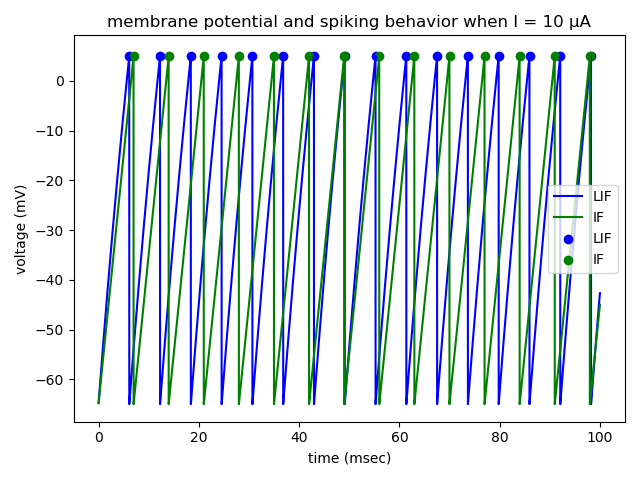 membrane potential and spiking behavior when I = 10 μA
0
−10
−20
−30
−40
−50
−60
voltage (mV)
LIF
IF
LIF
IF
0 20 40 60 80 100
time (msec)